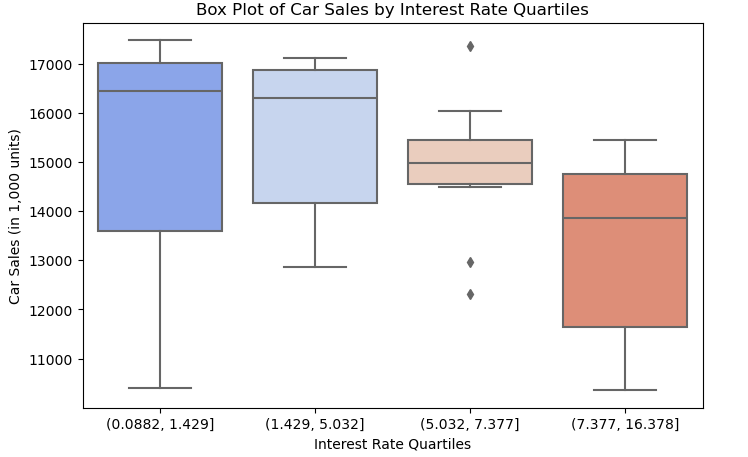 Box Plot of Car Sales by Interest Rate Quartiles
Car Sales (in 1,000 units)
17000
16000
15000
14000
13000
12000
11000
(0.0882, 1.429] (1.429, 5.032] (5.032, 7.377] (7.377, 16.378]
Interest Rate Quartiles